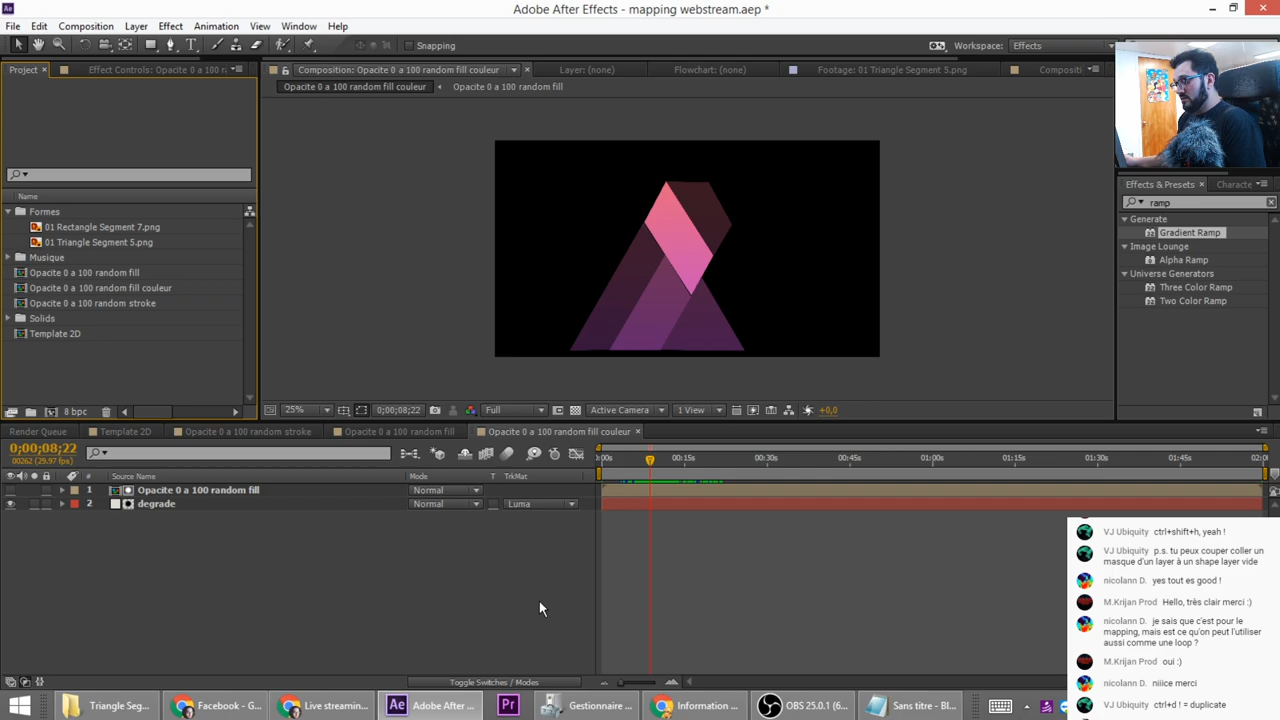 Adobe After Effects - mapping webstream.aep *
File Edit Composition Layer Effect Animation View Window Help
Snapping
Workspace: Effects
Project
Effect Controls: Opacite 0 a 100 r
Composition: Opacite 0 a 100 random fill couleur
Layer: (none)
Flowchart: (none)
Footage: 01 Triangle Segment 5.png
Compositi
Opacite 0 a 100 random fill couleur
Opacite 0 a 100 random fill
Name
Formes
01 Rectangle Segment 7.png
01 Triangle Segment 5.png
Musique
Opacite 0 a 100 random fill
Opacite 0 a 100 random fill couleur
Opacite 0 a 100 random stroke
Solids
Template 2D
8 bpc
Effects & Presets
Characte
ramp
Generate
Gradient Ramp
Image Lounge
Alpha Ramp
Universe Generators
Three Color Ramp
Two Color Ramp
25%
0;00;08;22
Full
Active Camera
1 View
+0,0
Render Queue
Template 2D
Opacite 0 a 100 random stroke
Opacite 0 a 100 random fill
Opacite 0 a 100 random fill couleur
0;00;08;22
00262 (29.97 fps)
:00s 00:15s 00:30s 00:45s 01:00s 01:15s 01:30s 01:45s 02:0
Source Name
Mode
T TrkMat
1 Opacite 0 a 100 random fill Normal
2 degrade Normal Luma
Toggle Switches / Modes
VJ Ubiquity ctrl+shift+h, yeah !
VJ Ubiquity p.s. tu peux couper coller un
masque d'un layer à un shape layer vide
nicolann D. yes tout es good !
M.Krijan Prod Hello, très clair merci :)
nicolann D. je sais que c'est pour le
mapping, mais est ce qu'on peut l'utiliser
aussi comme une loop ?
M.Krijan Prod oui :)
nicolann D. niiice merci
VJ Ubiquity ctrl+d ! = duplicate
Triangle Seg...
Facebook - G...
Live streamin...
Adobe After ...
Gestionnaire ...
Information ...
OBS 25.0.1 (6...
Sans titre - Bl...